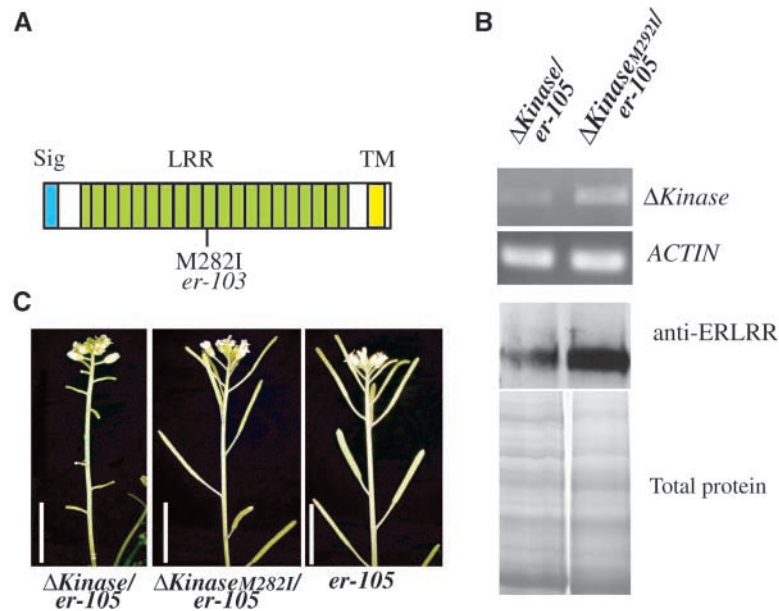 A
Sig
LRR
TM
M282I
er-103
B
ΔKinase/
er-105
ΔKinaseM292I/
er-105
ΔKinase
ACTIN
anti-ERLRR
Total protein
C
ΔKinase/
er-105
ΔKinaseM282I/
er-105
er-105